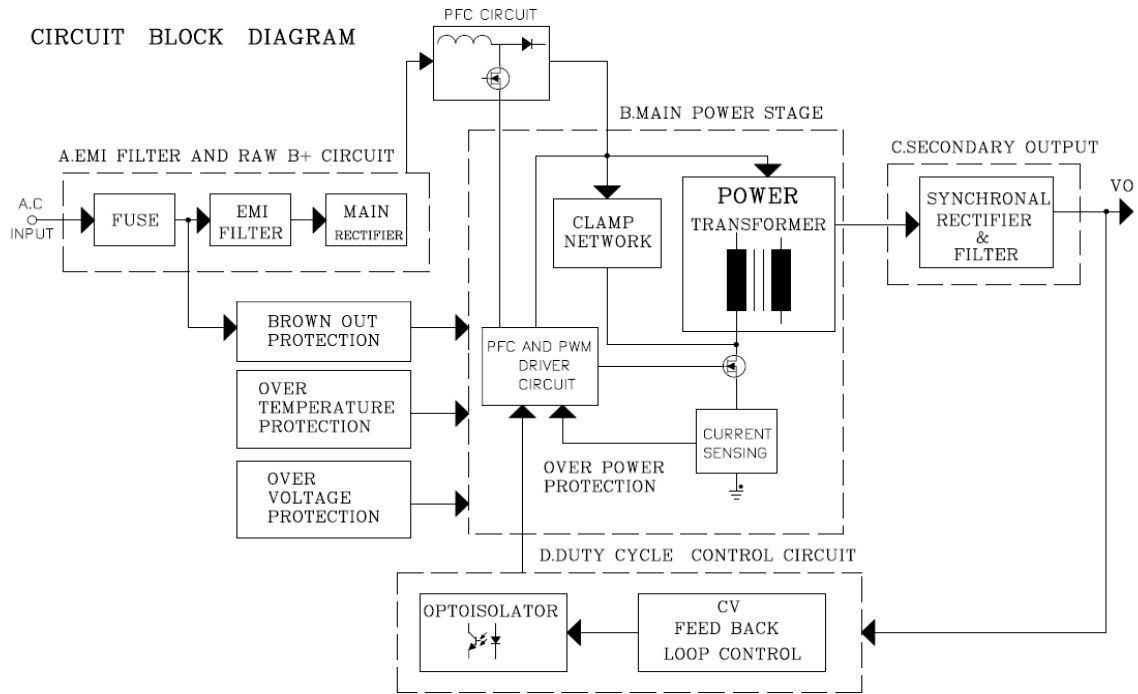 CIRCUIT BLOCK DIAGRAM
PFC CIRCUIT
B.MAIN POWER STAGE
A.EMI FILTER AND RAW B+ CIRCUIT
C.SECONDARY OUTPUT
A.C
INPUT
FUSE
EMI
FILTER
MAIN
RECTIFIER
CLAMP
NETWORK
POWER
TRANSFORMER
SYNCHRONAL
RECTIFIER
&
FILTER
VO
BROWN OUT
PROTECTION
PFC AND PWM
DRIVER
CIRCUIT
OVER
TEMPERATURE
PROTECTION
CURRENT
SENSING
OVER POWER
PROTECTION
OVER
VOLTAGE
PROTECTION
D.DUTY CYCLE CONTROL CIRCUIT
OPTOISOLATOR
CV
FEED BACK
LOOP CONTROL